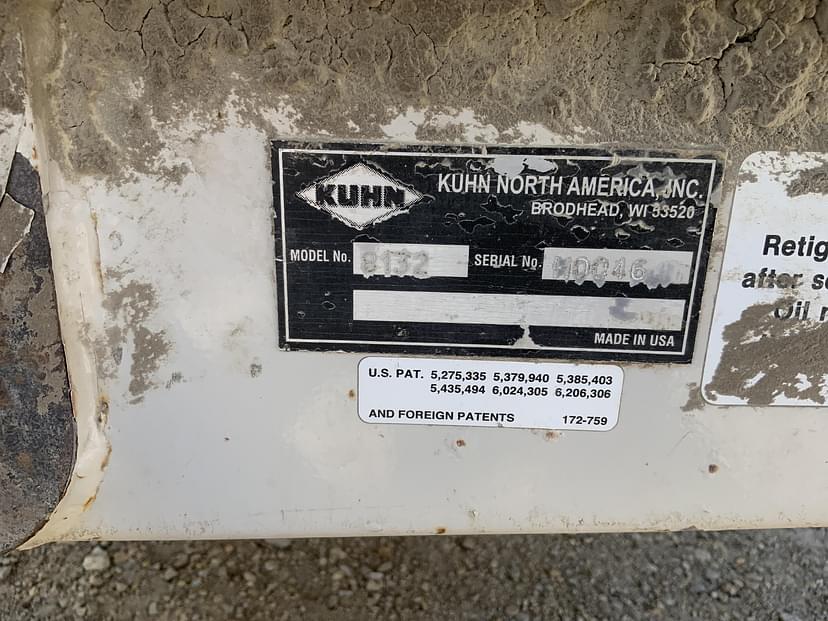 KUHN
KUHN NORTH AMERICA, INC.
BRODHEAD, WI 53520
MODEL No. 8132
SERIAL No.
MADE IN USA
U.S. PAT. 5,275,335 5,379,940 5,385,403
5,435,494 6,024,305 6,206,306
AND FOREIGN PATENTS 172-759
after